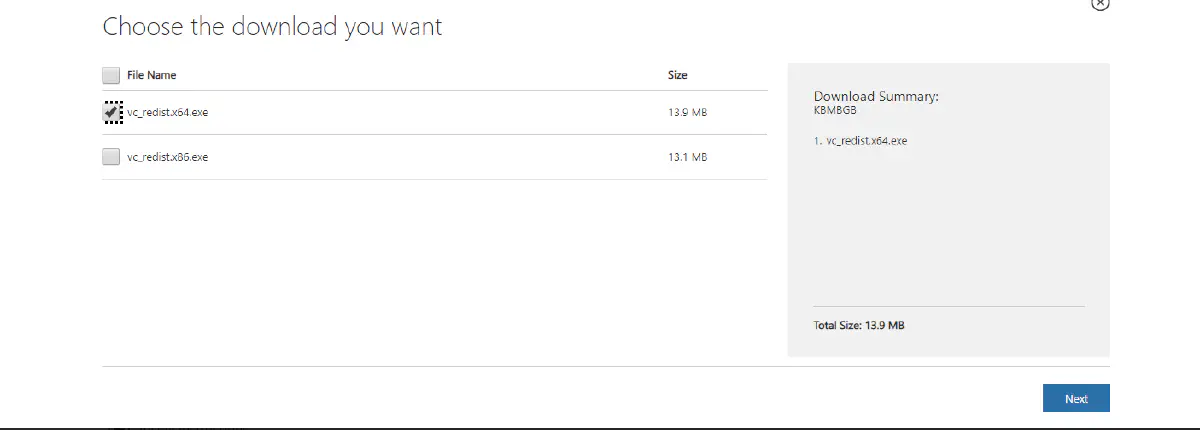 Choose the download you want
File Name Size
vc_redist.x64.exe 13.9 MB
vc_redist.x86.exe 13.1 MB
Download Summary:
KBMBGB
1. vc_redist.x64.exe
Total Size: 13.9 MB
Next